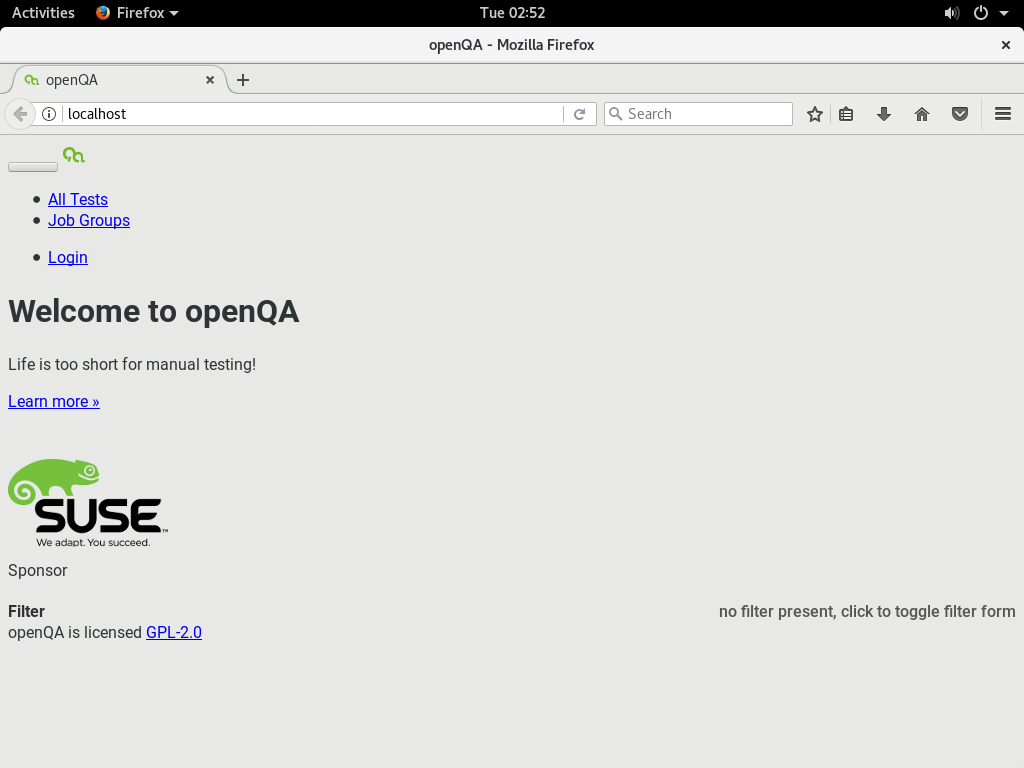 Activities Firefox Tue 02:52
openQA - Mozilla Firefox
openQA
localhost Search
All Tests
Job Groups
Login
Welcome to openQA
Life is too short for manual testing!
Learn more »
SUSE™
We adapt. You succeed.
Sponsor
Filter no filter present, click to toggle filter form
openQA is licensed GPL-2.0